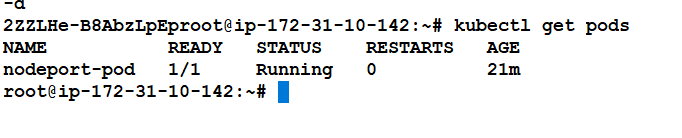 -d
2ZZLHe-B8AbzLpEproot@ip-172-31-10-142:~# kubectl get pods
NAME           READY   STATUS    RESTARTS   AGE
nodeport-pod   1/1     Running   0          21m
root@ip-172-31-10-142:~#